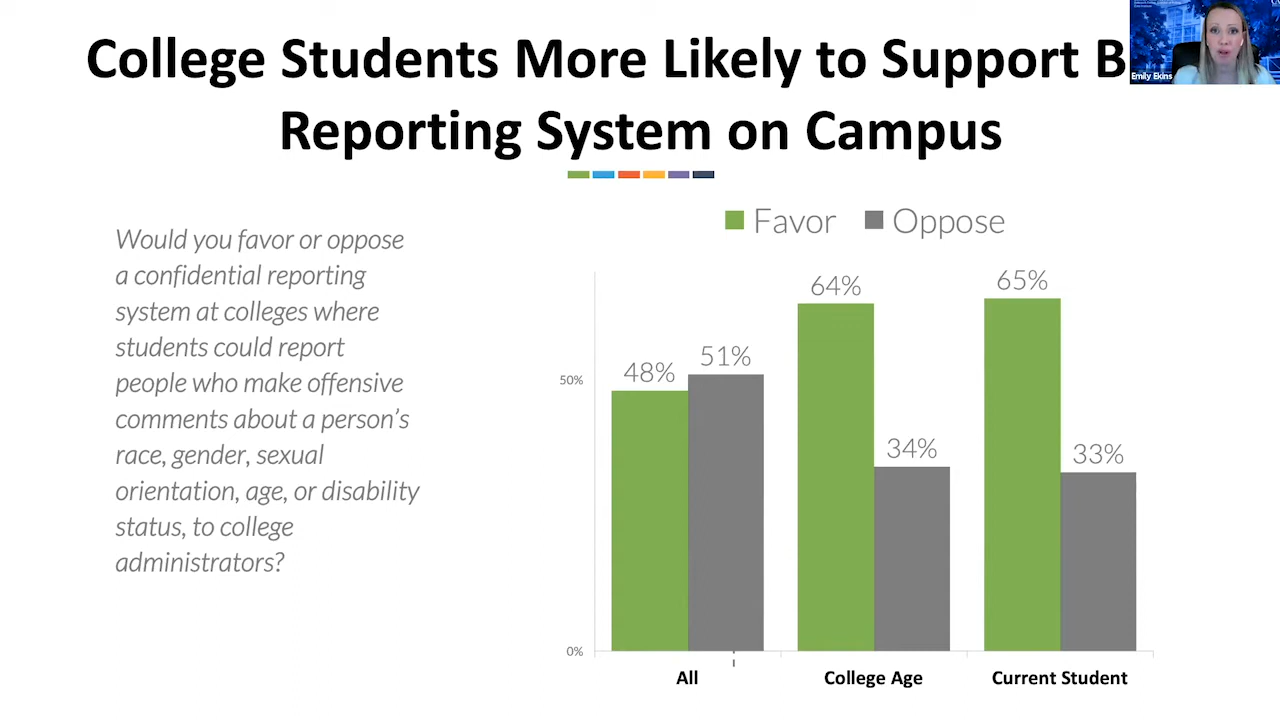 College Students More Likely to Support B
Reporting System on Campus
Emily Ekins
Would you favor or oppose
a confidential reporting
system at colleges where
students could report
people who make offensive
comments about a person's
race, gender, sexual
orientation, age, or disability
status, to college
administrators?
Favor Oppose
64%
65%
48%
51%
50%
34%
33%
0%
All
College Age
Current Student